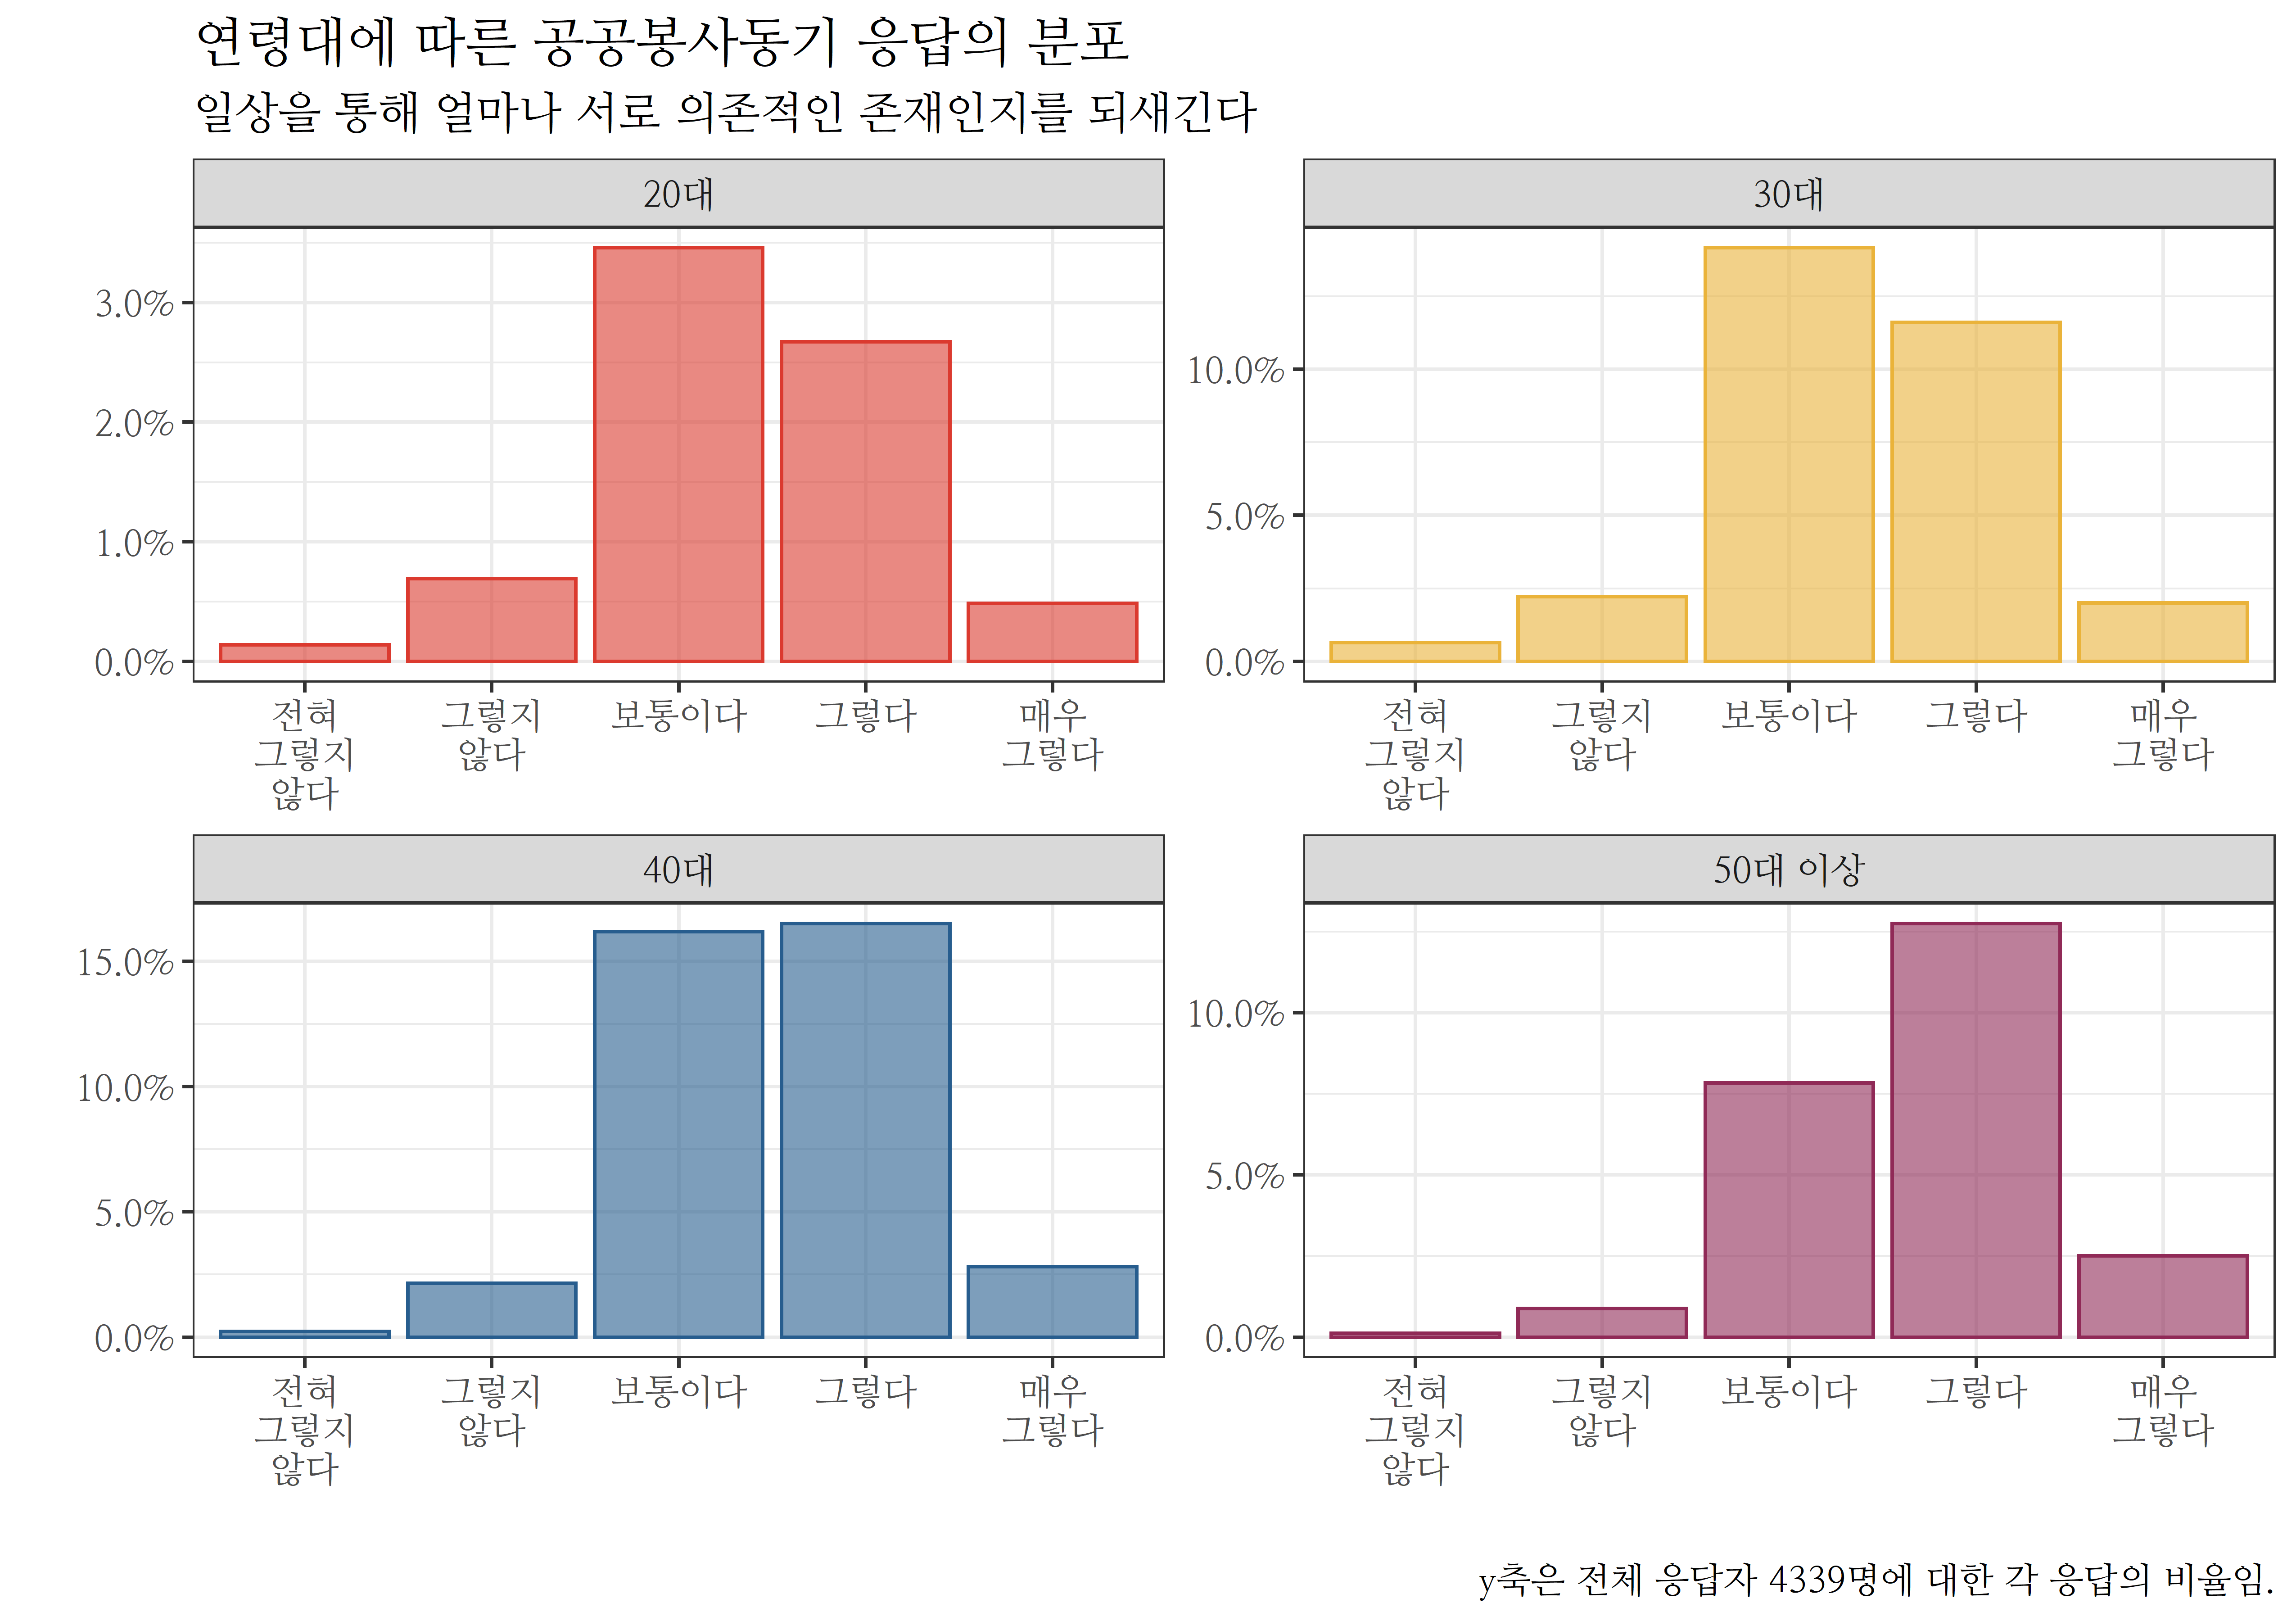 연령대에 따른 공공봉사동기 응답의 분포
일상을 통해 얼마나 서로 의존적인 존재인지를 되새긴다
20대
3.0%
2.0%
1.0%
0.0%
전혀
그렇지
않다
그렇지
않다
보통이다
그렇다
매우
그렇다
30대
10.0%
5.0%
0.0%
전혀
그렇지
않다
그렇지
않다
보통이다
그렇다
매우
그렇다
40대
15.0%
10.0%
5.0%
0.0%
전혀
그렇지
않다
그렇지
않다
보통이다
그렇다
매우
그렇다
50대 이상
10.0%
5.0%
0.0%
전혀
그렇지
않다
그렇지
않다
보통이다
그렇다
매우
그렇다
y축은 전체 응답자 4339명에 대한 각 응답의 비율임.